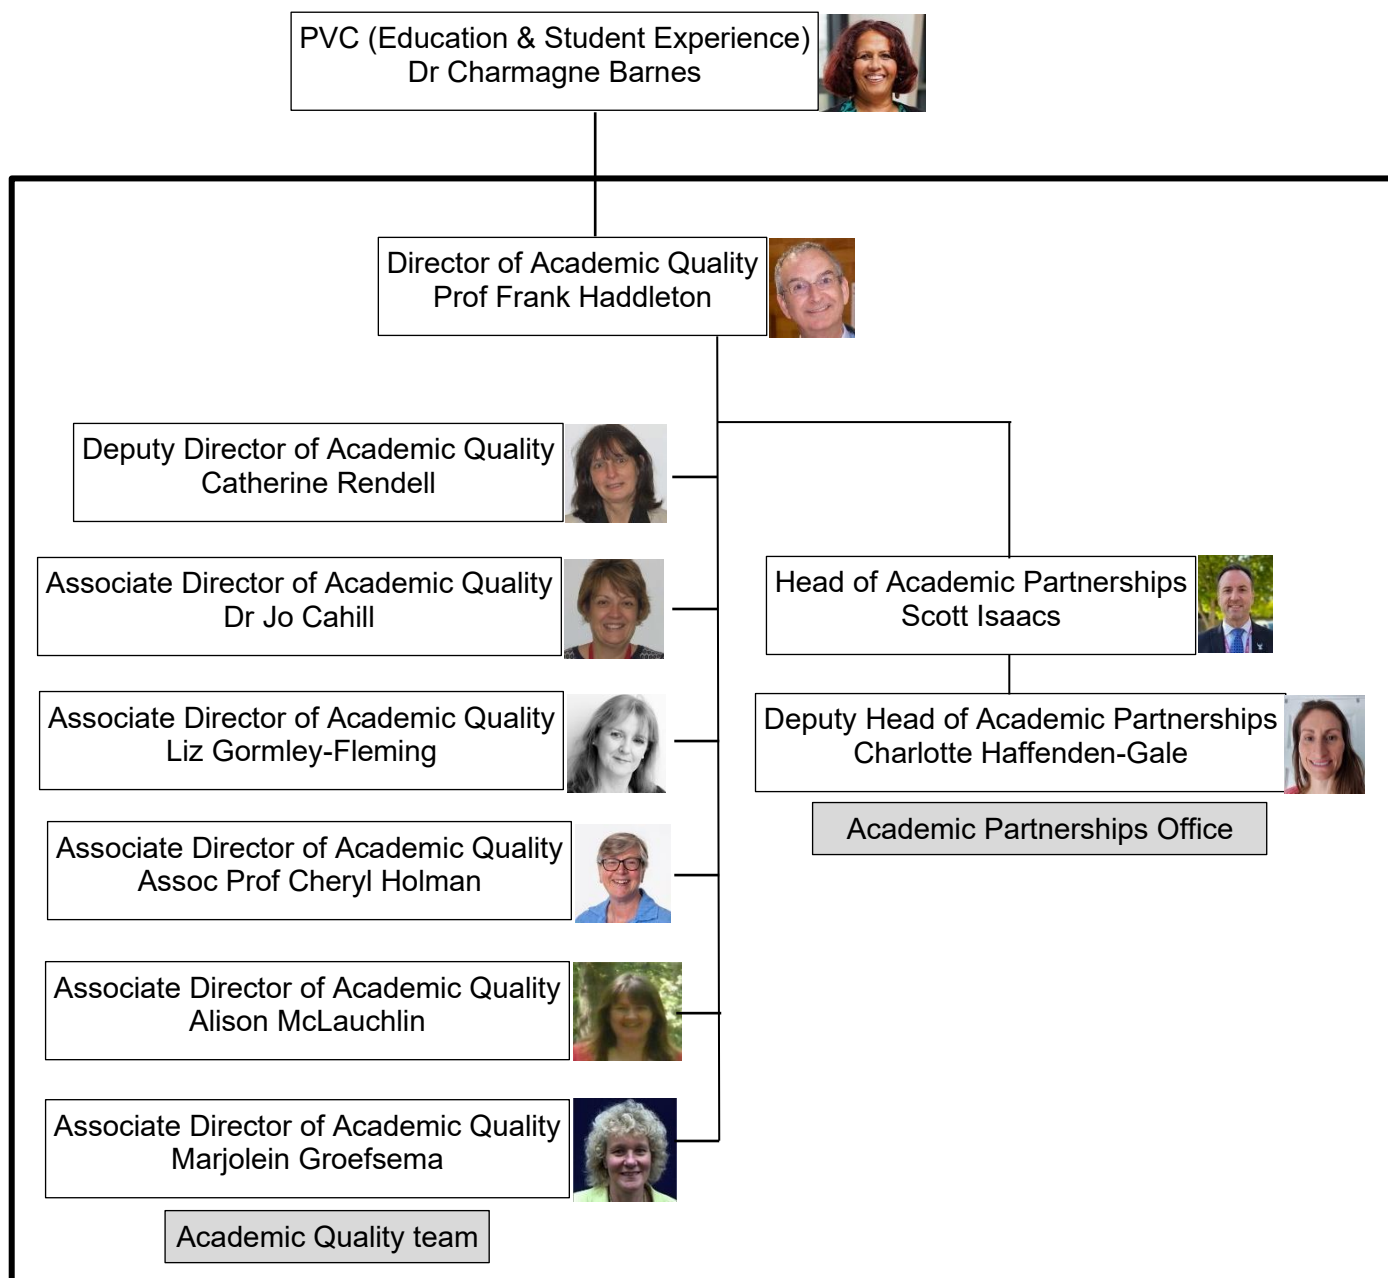 PVC (Education & Student Experience)
Dr Charmagne Barnes
Director of Academic Quality
Prof Frank Haddleton
Deputy Director of Academic Quality
Catherine Rendell
Associate Director of Academic Quality
Dr Jo Cahill
Associate Director of Academic Quality
Liz Gormley-Fleming
Associate Director of Academic Quality
Assoc Prof Cheryl Holman
Associate Director of Academic Quality
Alison McLauchlin
Associate Director of Academic Quality
Marjolein Groefsema
Academic Quality team
Head of Academic Partnerships
Scott Isaacs
Deputy Head of Academic Partnerships
Charlotte Haffenden-Gale
Academic Partnerships Office